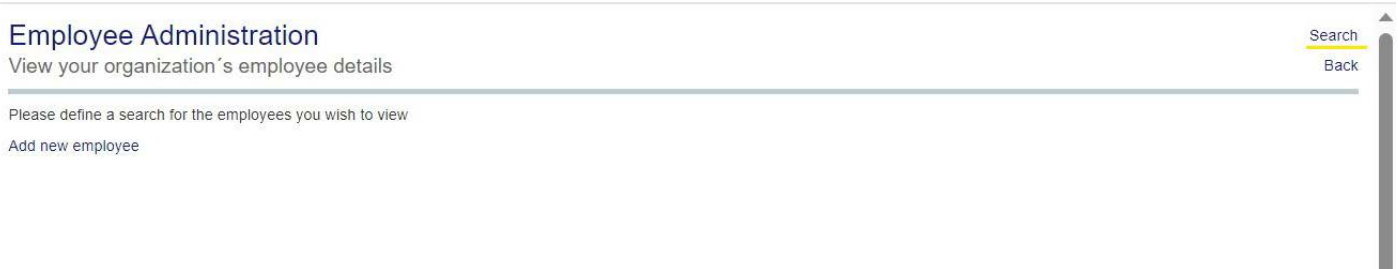 Employee Administration
Search
View your organization´s employee details
Back
Please define a search for the employees you wish to view
Add new employee